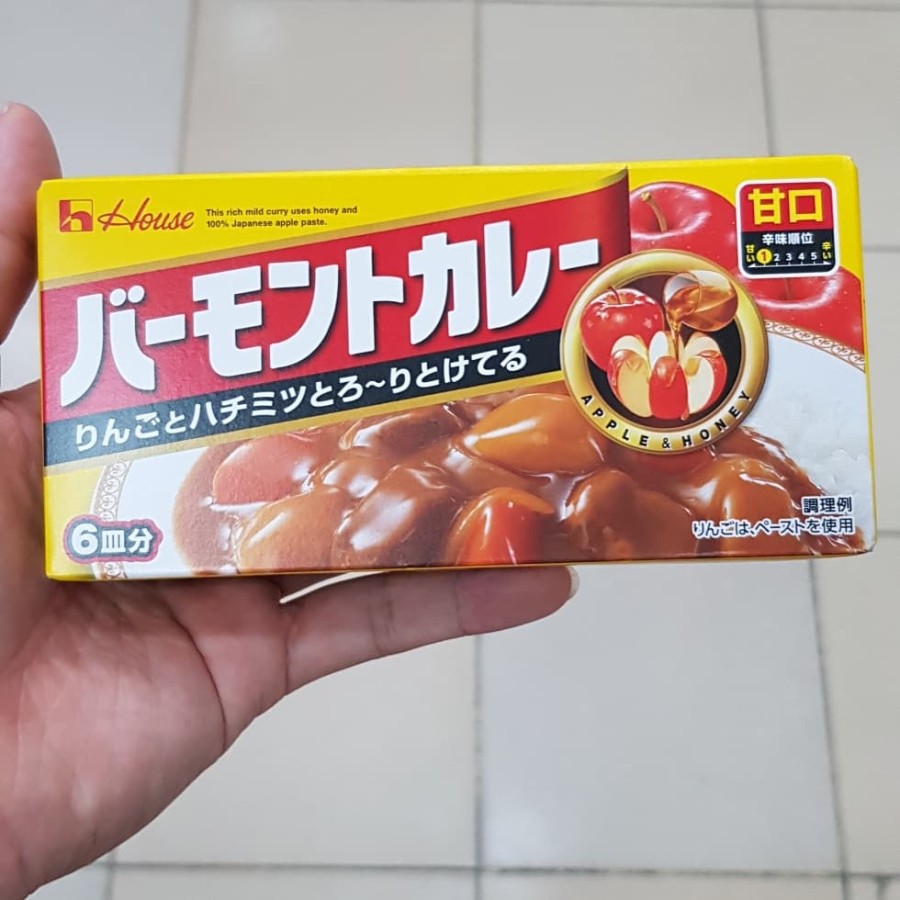 House
This rich mild curry uses honey and
100% Japanese apple paste.
バーモントカレー
りんごとハチミツとろ〜りとけてる
甘口
辛味順位
甘い 1 2 3 4 5 辛い
APPLE & HONEY
6皿分
調理例
りんごは、ペーストを使用